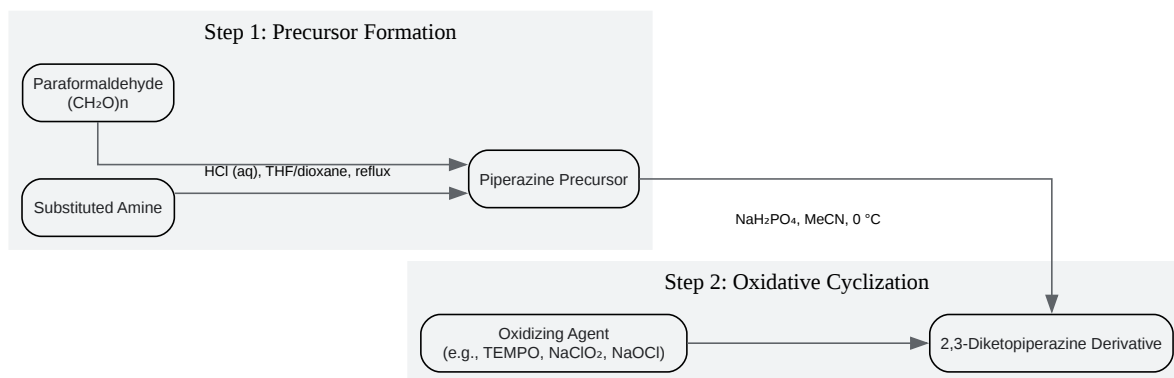 Step 1: Precursor Formation
Paraformaldehyde
(CH₂O)n
HCl (aq), THF/dioxane, reflux
Piperazine Precursor
Substituted Amine
NaH₂PO₄, MeCN, 0 °C
Step 2: Oxidative Cyclization
Oxidizing Agent
(e.g., TEMPO, NaClO₂, NaOCl)
2,3-Diketopiperazine Derivative